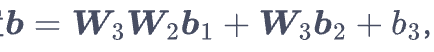 b = W₃W₂b₁ + W₃b₂ + b₃,